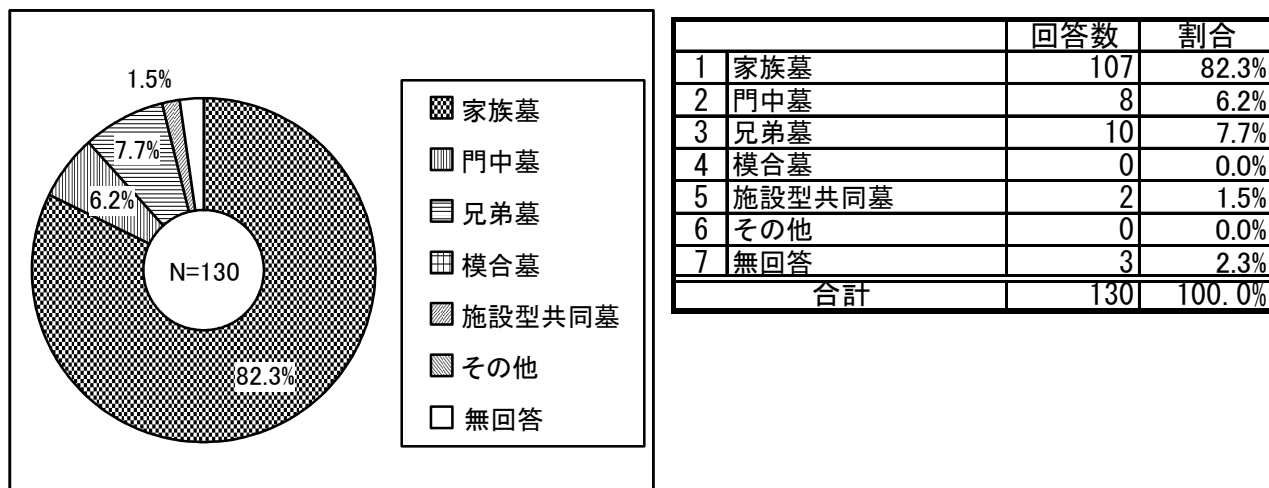 1.5%
7.7%
6.2%
N=130
82.3%
家族墓
門中墓
兄弟墓
模合墓
施設型共同墓
その他
無回答
回答数 割合
1 家族墓 107 82.3%
2 門中墓 8 6.2%
3 兄弟墓 10 7.7%
4 模合墓 0 0.0%
5 施設型共同墓 2 1.5%
6 その他 0 0.0%
7 無回答 3 2.3%
合計 130 100.0%